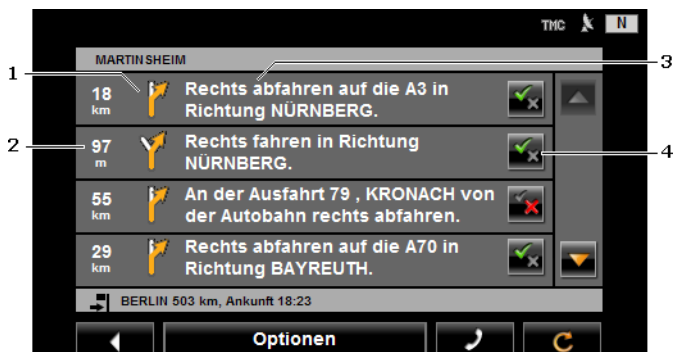 TMC N
MARTINSHEIM
1
3
18 km
Rechts abfahren auf die A3 in
Richtung NÜRNBERG.
2
97 m
Rechts fahren in Richtung
NÜRNBERG.
4
55 km
An der Ausfahrt 79 , KRONACH von
der Autobahn rechts abfahren.
29 km
Rechts abfahren auf die A70 in
Richtung BAYREUTH.
BERLIN 503 km, Ankunft 18:23
Optionen